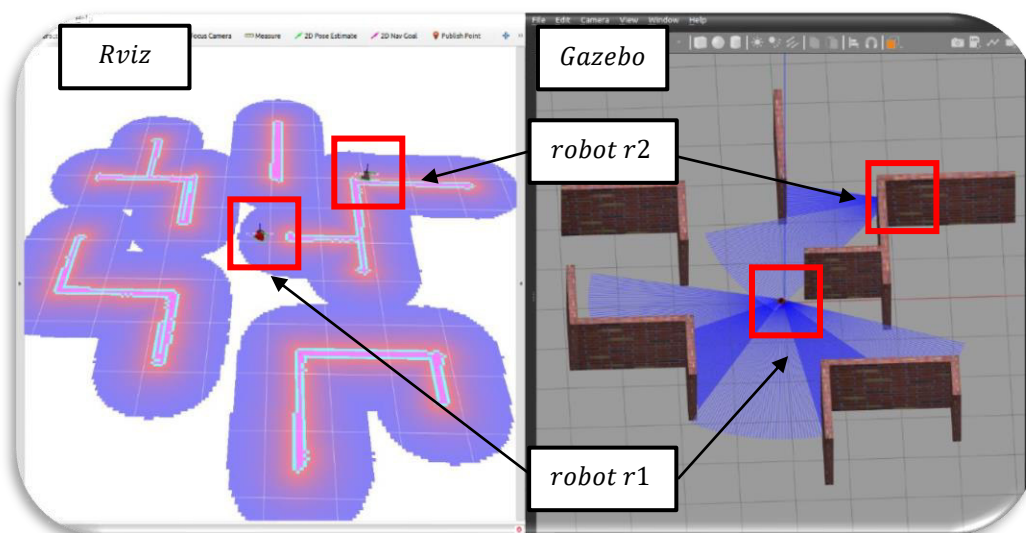 Rviz
Focus Camera
Measure
2D Pose Estimate
2D Nav Goal
Publish Point
File Edit Camera View Window Help
Gazebo
robot r2
robot r1